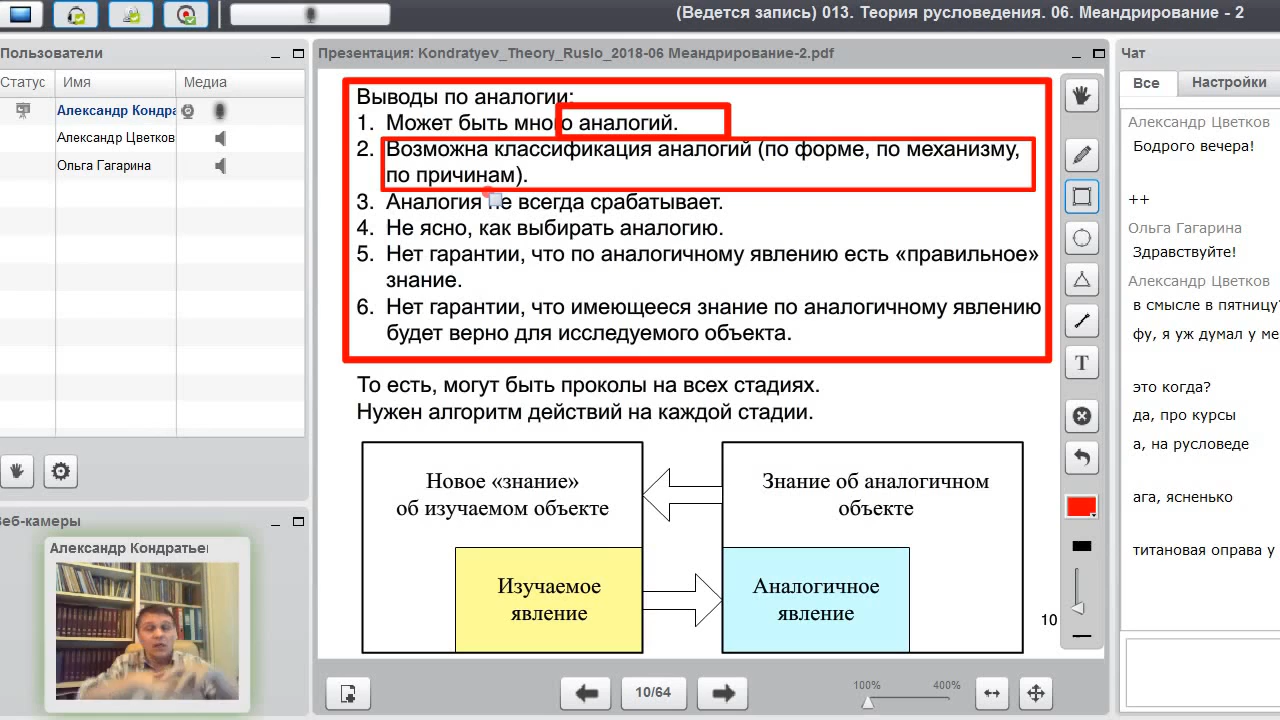 (Ведется запись) 013. Теория русловедения. 06. Меандрирование - 2
Пользователи
Статус Имя Медиа
Александр Кондра
Александр Цветков
Ольга Гагарина
Веб-камеры
Александр Кондратьеı
Презентация: Kondratyev_Theory_Ruslo_2018-06 Меандрирование-2.pdf
Выводы по аналогии:
1. Может быть много аналогий.
2. Возможна классификация аналогий (по форме, по механизму,
по причинам).
3. Аналогия не всегда срабатывает.
4. Не ясно, как выбирать аналогию.
5. Нет гарантии, что по аналогичному явлению есть «правильное»
знание.
6. Нет гарантии, что имеющееся знание по аналогичному явлению
будет верно для исследуемого объекта.
То есть, могут быть проколы на всех стадиях.
Нужен алгоритм действий на каждой стадии.
Новое «знание»
об изучаемом объекте
Знание об аналогичном
объекте
Изучаемое
явление
Аналогичное
явление
10
10/64
100% 400%
T
Чат
Все Настройки
Александр Цветков
Бодрого вечера!
++
Ольга Гагарина
Здравствуйте!
Александр Цветков
в смысле в пятницу?
фу, я уж думал у ме
это когда?
да, про курсы
а, на русловеде
ага, ясненько
титановая оправа у